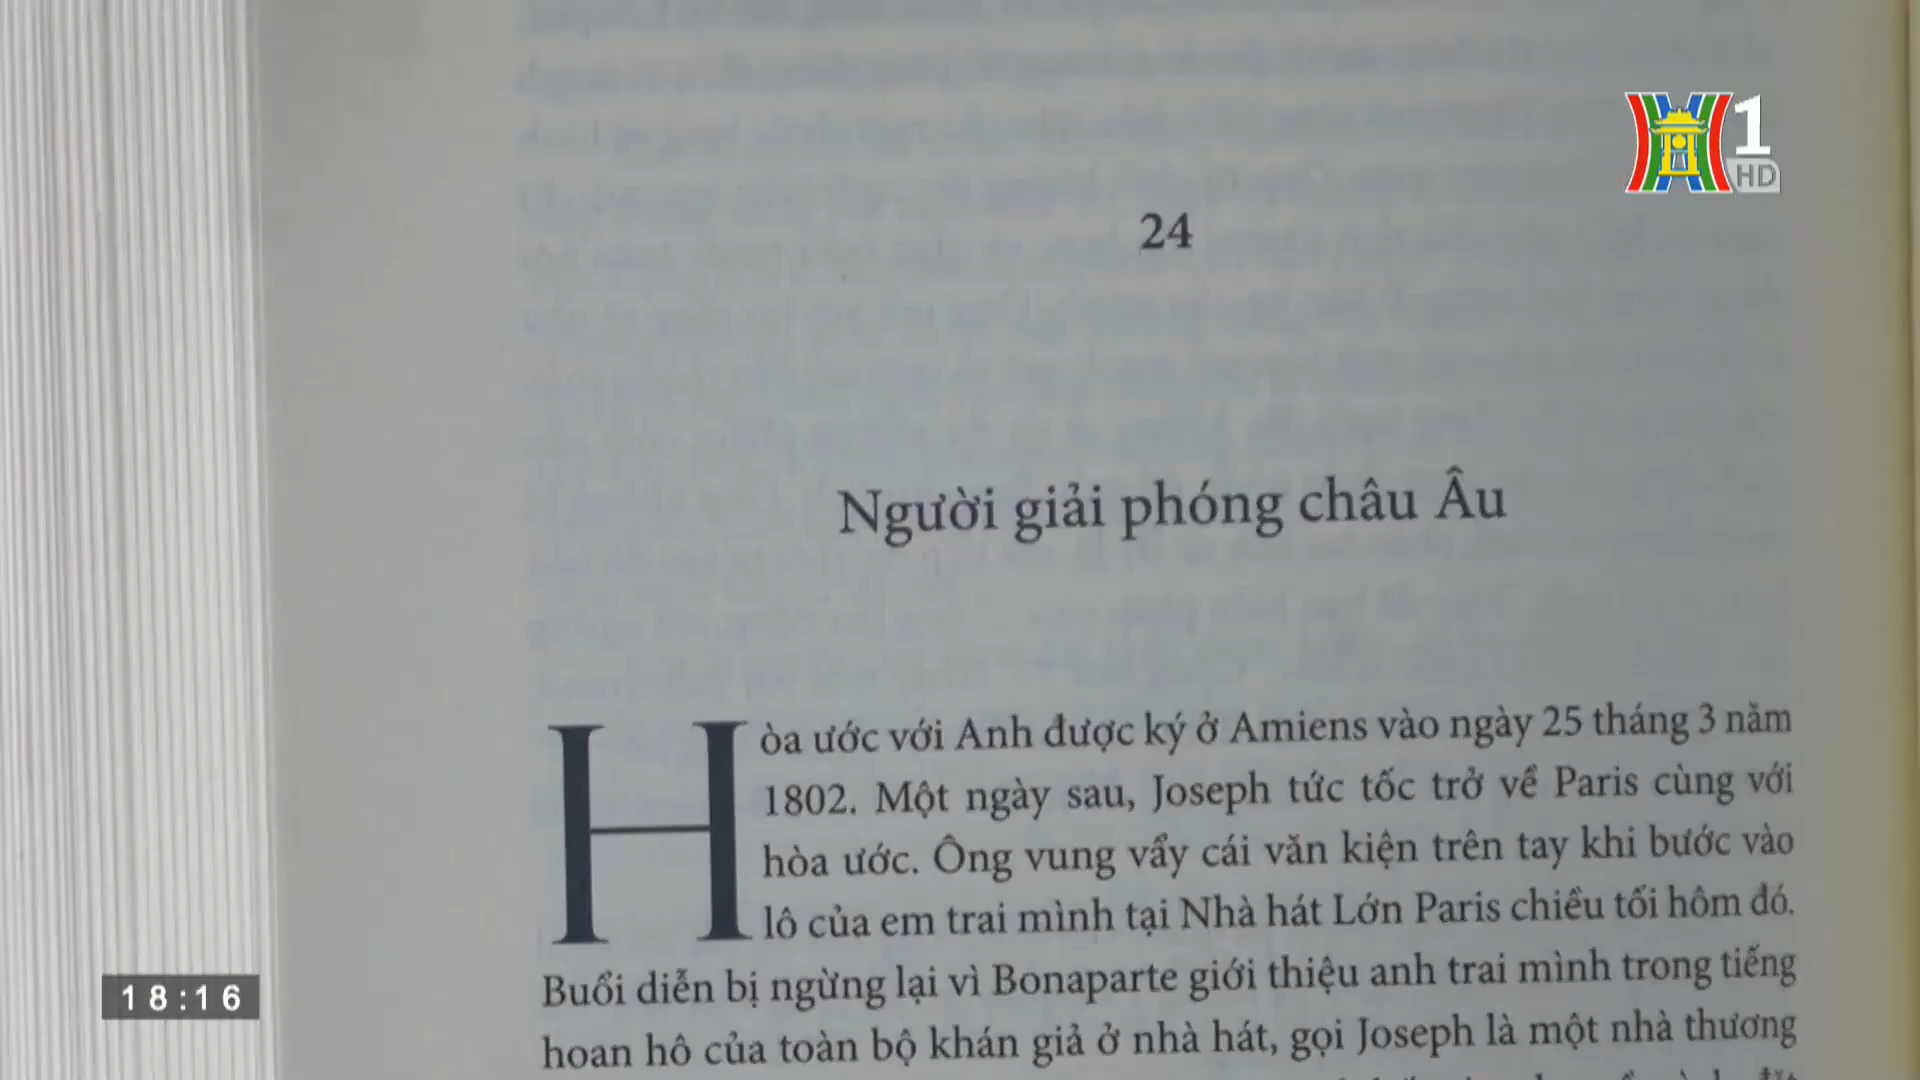 1
HD
24
Người giải phóng châu Âu
Hòa ước với Anh được ký ở Amiens vào ngày 25 tháng 3 năm
1802. Một ngày sau, Joseph tức tốc trở về Paris cùng với
hòa ước. Ông vung vẩy cái văn kiện trên tay khi bước vào
lô của em trai mình tại Nhà hát Lớn Paris chiều tối hôm đó.
Buổi diễn bị ngừng lại vì Bonaparte giới thiệu anh trai mình trong tiếng
hoan hô của toàn bộ khán giả ở nhà hát, gọi Joseph là một nhà thương
18:16